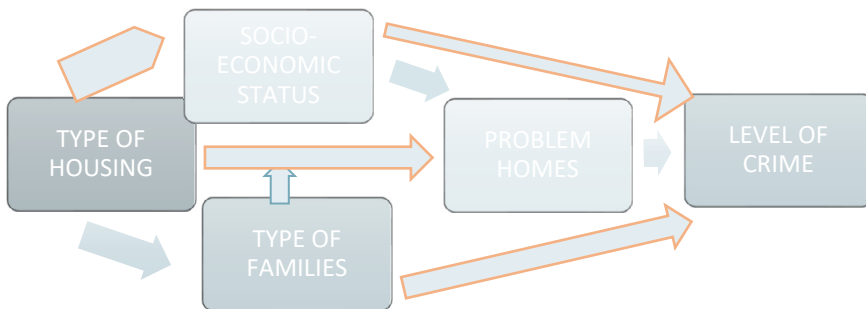 SOCIO-
ECONOMIC
STATUS
TYPE OF
HOUSING
PROBLEM
HOMES
LEVEL OF
CRIME
TYPE OF
FAMILIES